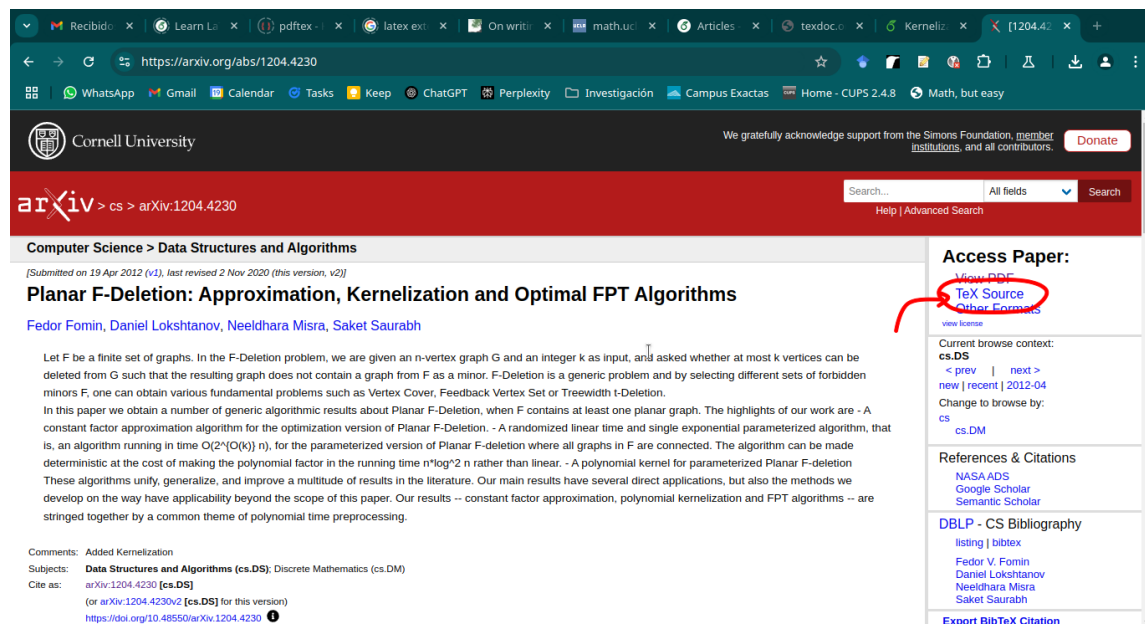 Recibido
Learn La
pdftex -
latex ext
On writin
math.ucl
Articles -
texdoc.o
Kerneliz
[1204.42
https://arxiv.org/abs/1204.4230
WhatsApp
Gmail
Calendar
Tasks
Keep
ChatGPT
Perplexity
Investigación
Campus Exactas
Home - CUPS 2.4.8
Math, but easy
Cornell University
We gratefully acknowledge support from the Simons Foundation, member
institutions, and all contributors.
Donate
arXiv > cs > arXiv:1204.4230
Search...
All fields
Search
Help | Advanced Search
Computer Science > Data Structures and Algorithms
[Submitted on 19 Apr 2012 (v1), last revised 2 Nov 2020 (this version, v2)]
Planar F-Deletion: Approximation, Kernelization and Optimal FPT Algorithms
Fedor Fomin, Daniel Lokshtanov, Neeldhara Misra, Saket Saurabh
Let F be a finite set of graphs. In the F-Deletion problem, we are given an n-vertex graph G and an integer k as input, and asked whether at most k vertices can be
deleted from G such that the resulting graph does not contain a graph from F as a minor. F-Deletion is a generic problem and by selecting different sets of forbidden
minors F, one can obtain various fundamental problems such as Vertex Cover, Feedback Vertex Set or Treewidth t-Deletion.
In this paper we obtain a number of generic algorithmic results about Planar F-Deletion, when F contains at least one planar graph. The highlights of our work are - A
constant factor approximation algorithm for the optimization version of Planar F-Deletion. - A randomized linear time and single exponential parameterized algorithm, that
is, an algorithm running in time O(2^{O(k)} n), for the parameterized version of Planar F-deletion where all graphs in F are connected. The algorithm can be made
deterministic at the cost of making the polynomial factor in the running time n*log^2 n rather than linear. - A polynomial kernel for parameterized Planar F-deletion
These algorithms unify, generalize, and improve a multitude of results in the literature. Our main results have several direct applications, but also the methods we
develop on the way have applicability beyond the scope of this paper. Our results -- constant factor approximation, polynomial kernelization and FPT algorithms -- are
stringed together by a common theme of polynomial time preprocessing.
Comments: Added Kernelization
Subjects: Data Structures and Algorithms (cs.DS); Discrete Mathematics (cs.DM)
Cite as: arXiv:1204.4230 [cs.DS]
(or arXiv:1204.4230v2 [cs.DS] for this version)
https://doi.org/10.48550/arXiv.1204.4230
Access Paper:
View PDF
TeX Source
Other Formats
view license
Current browse context:
cs.DS
< prev | next >
new | recent | 2012-04
Change to browse by:
cs
cs.DM
References & Citations
NASA ADS
Google Scholar
Semantic Scholar
DBLP - CS Bibliography
listing | bibtex
Fedor V. Fomin
Daniel Lokshtanov
Neeldhara Misra
Saket Saurabh
Export BibTeX Citation